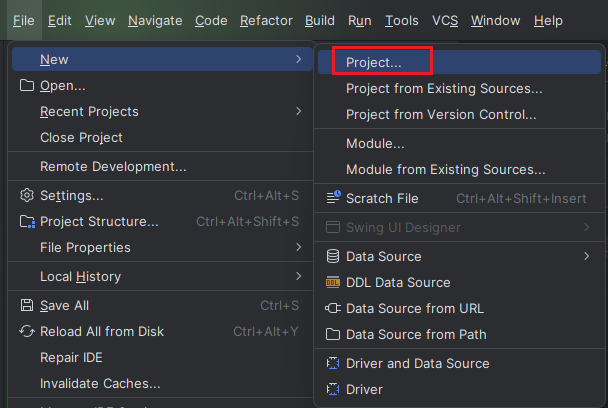 File Edit View Navigate Code Refactor Build Run Tools VCS Window Help
New
Open...
Recent Projects
Close Project
Remote Development...
Settings... Ctrl+Alt+S
Project Structure... Ctrl+Alt+Shift+S
File Properties
Local History
Save All Ctrl+S
Reload All from Disk Ctrl+Alt+Y
Repair IDE
Invalidate Caches...
Project...
Project from Existing Sources...
Project from Version Control...
Module...
Module from Existing Sources...
Scratch File Ctrl+Alt+Shift+Insert
Swing UI Designer
Data Source
DDL Data Source
DDL
Data Source from URL
Data Source from Path
Driver and Data Source
Driver